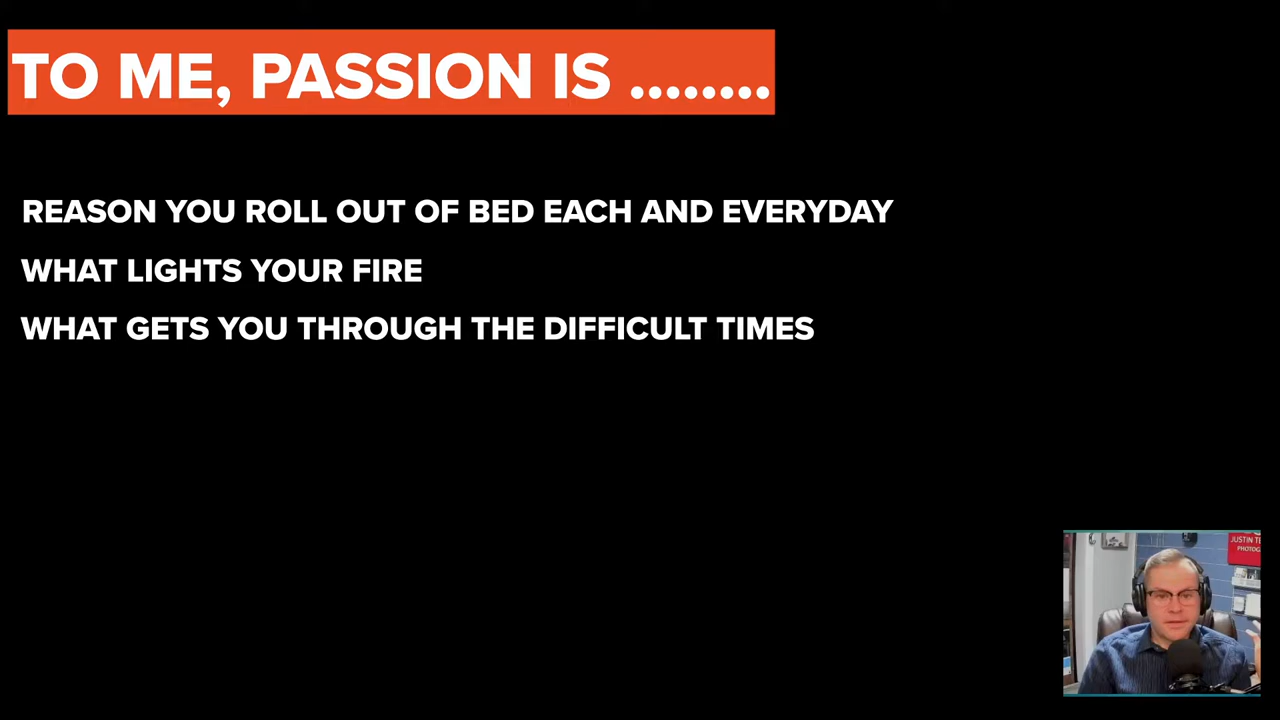 TO ME, PASSION IS ........
REASON YOU ROLL OUT OF BED EACH AND EVERYDAY
WHAT LIGHTS YOUR FIRE
WHAT GETS YOU THROUGH THE DIFFICULT TIMES
JUSTIN